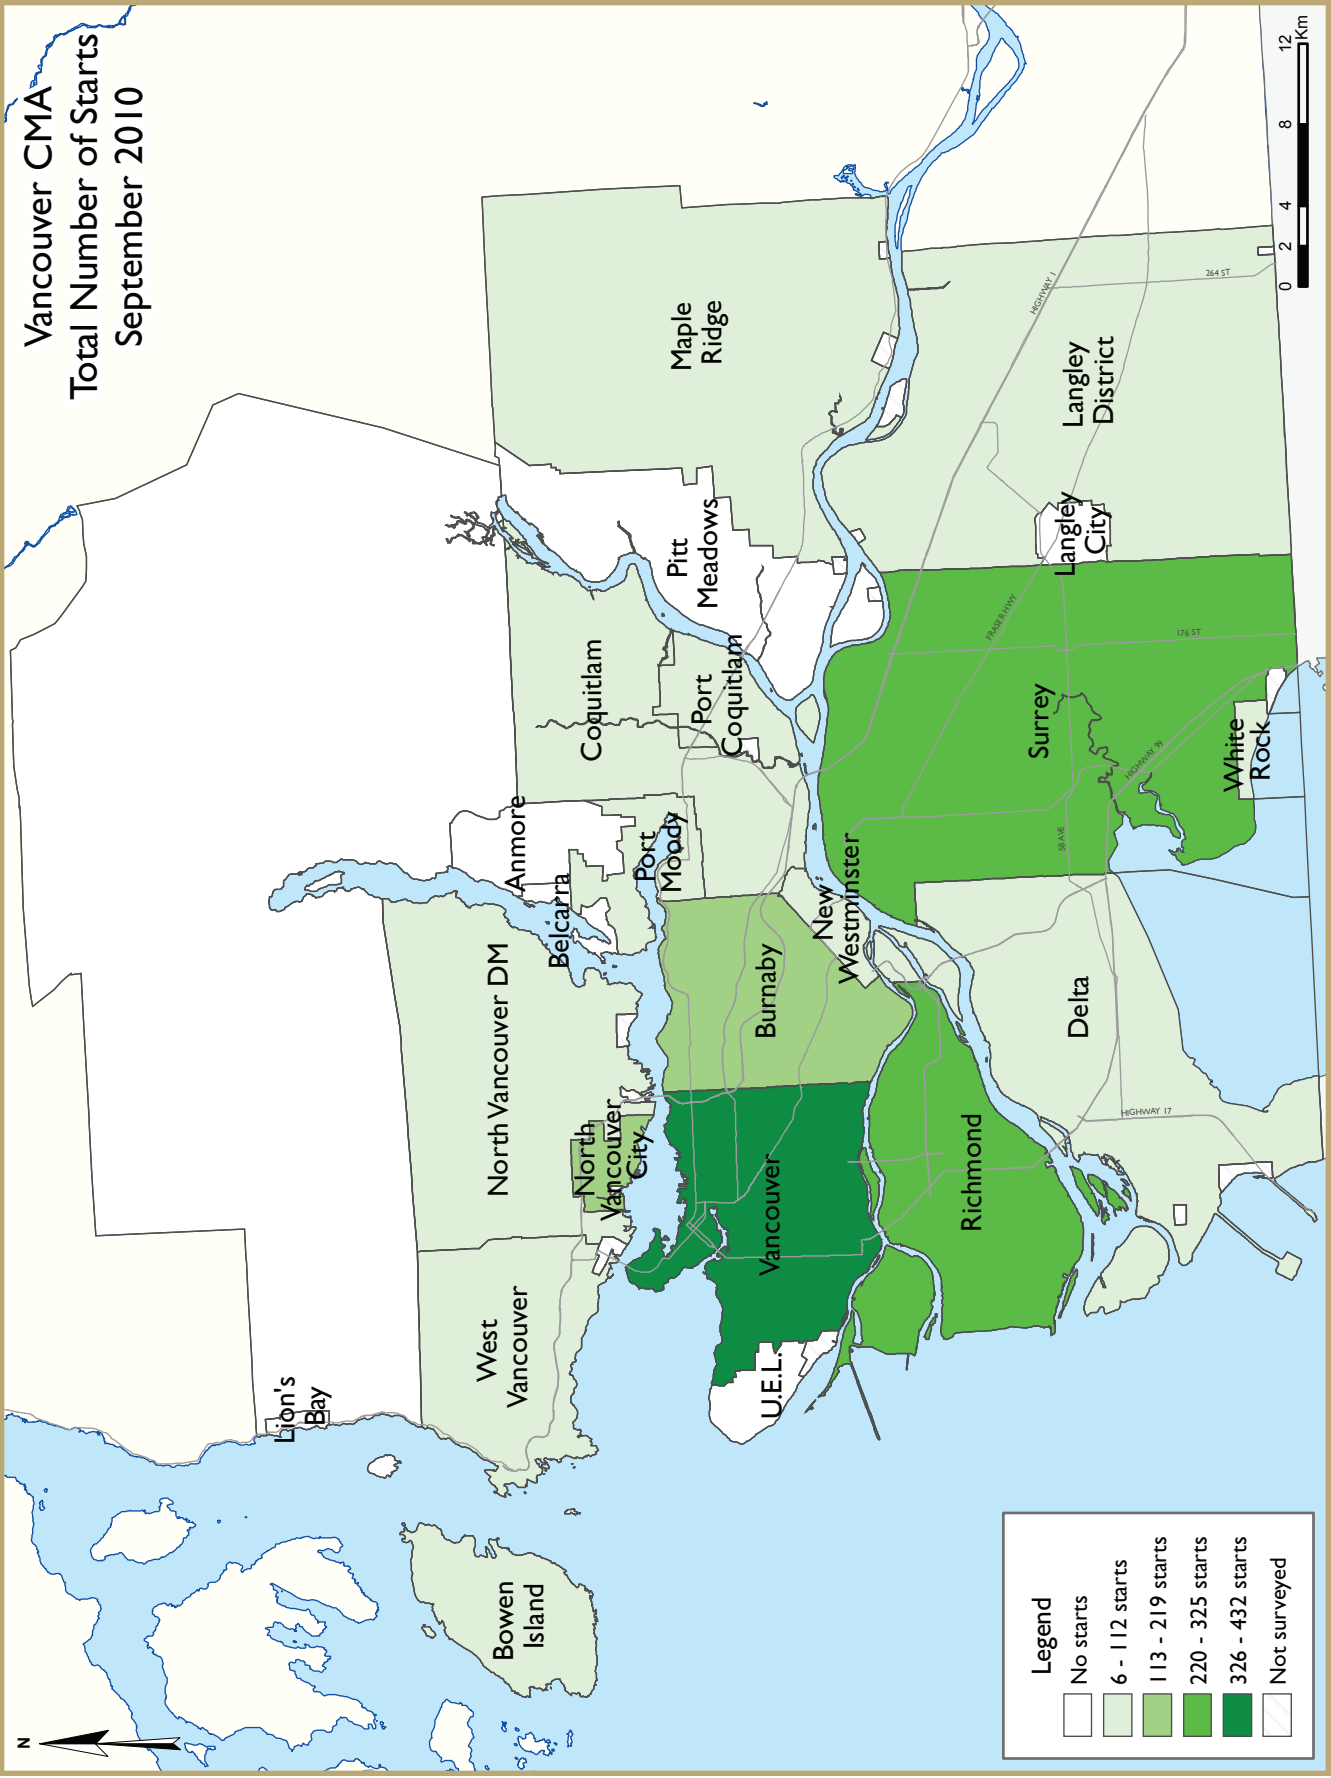 Vancouver CMA
Total Number of Starts
September 2010
N
Lion's
Bay
Bowen
Island
West
Vancouver
North Vancouver DM
North
Vancouver
City
Belcarra
Anmore
Port
Moody
Coquitlam
Port
Coquitlam
Pitt
Meadows
Maple
Ridge
U.E.L.
Vancouver
Burnaby
New
Westminster
Richmond
Delta
Surrey
White
Rock
Langley
City
Langley
District
HIGHWAY 1
264 ST
FRASER HWY
176 ST
HIGHWAY 99
58 AVE
HIGHWAY 17
Legend
No starts
6 - 112 starts
113 - 219 starts
220 - 325 starts
326 - 432 starts
Not surveyed
0 2 4 8 12
Km